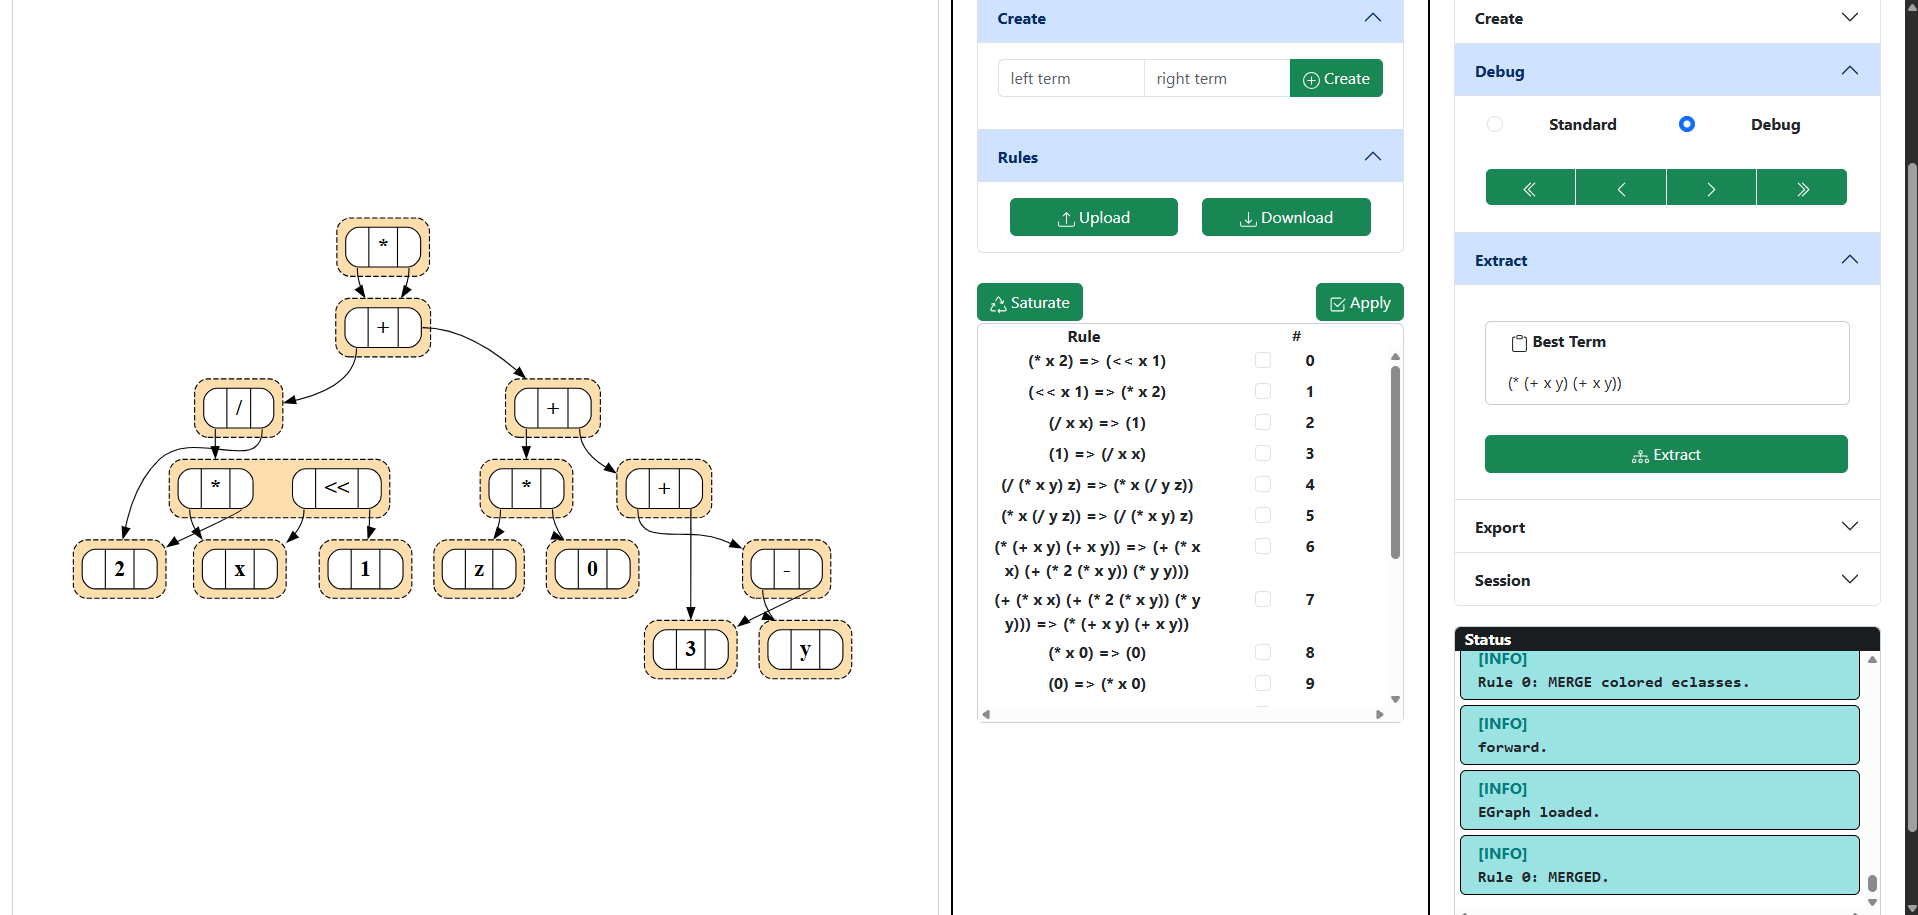 *
+
/
+
*
<<
*
+
2
x
1
z
0
-
3
y
Create
left term
right term
Create
Rules
Upload
Download
Saturate
Apply
Rule #
(* x 2) => (<< x 1) 0
(<< x 1) => (* x 2) 1
(/ x x) => (1) 2
(1) => (/ x x) 3
(/ (* x y) z) => (* x (/ y z)) 4
(* x (/ y z)) => (/ (* x y) z) 5
(* (+ x y) (+ x y)) => (+ (* x 6
x) (+ (* 2 (* x y)) (* y y)))
(+ (* x x) (+ (* 2 (* x y)) (* y 7
y))) => (* (+ x y) (+ x y))
(* x 0) => (0) 8
(0) => (* x 0) 9
Create
Debug
Standard
Debug
Extract
Best Term
(* (+ x y) (+ x y))
Extract
Export
Session
Status
[INFO]
Rule 0: MERGE colored eclasses.
[INFO]
forward.
[INFO]
EGraph loaded.
[INFO]
Rule 0: MERGED.